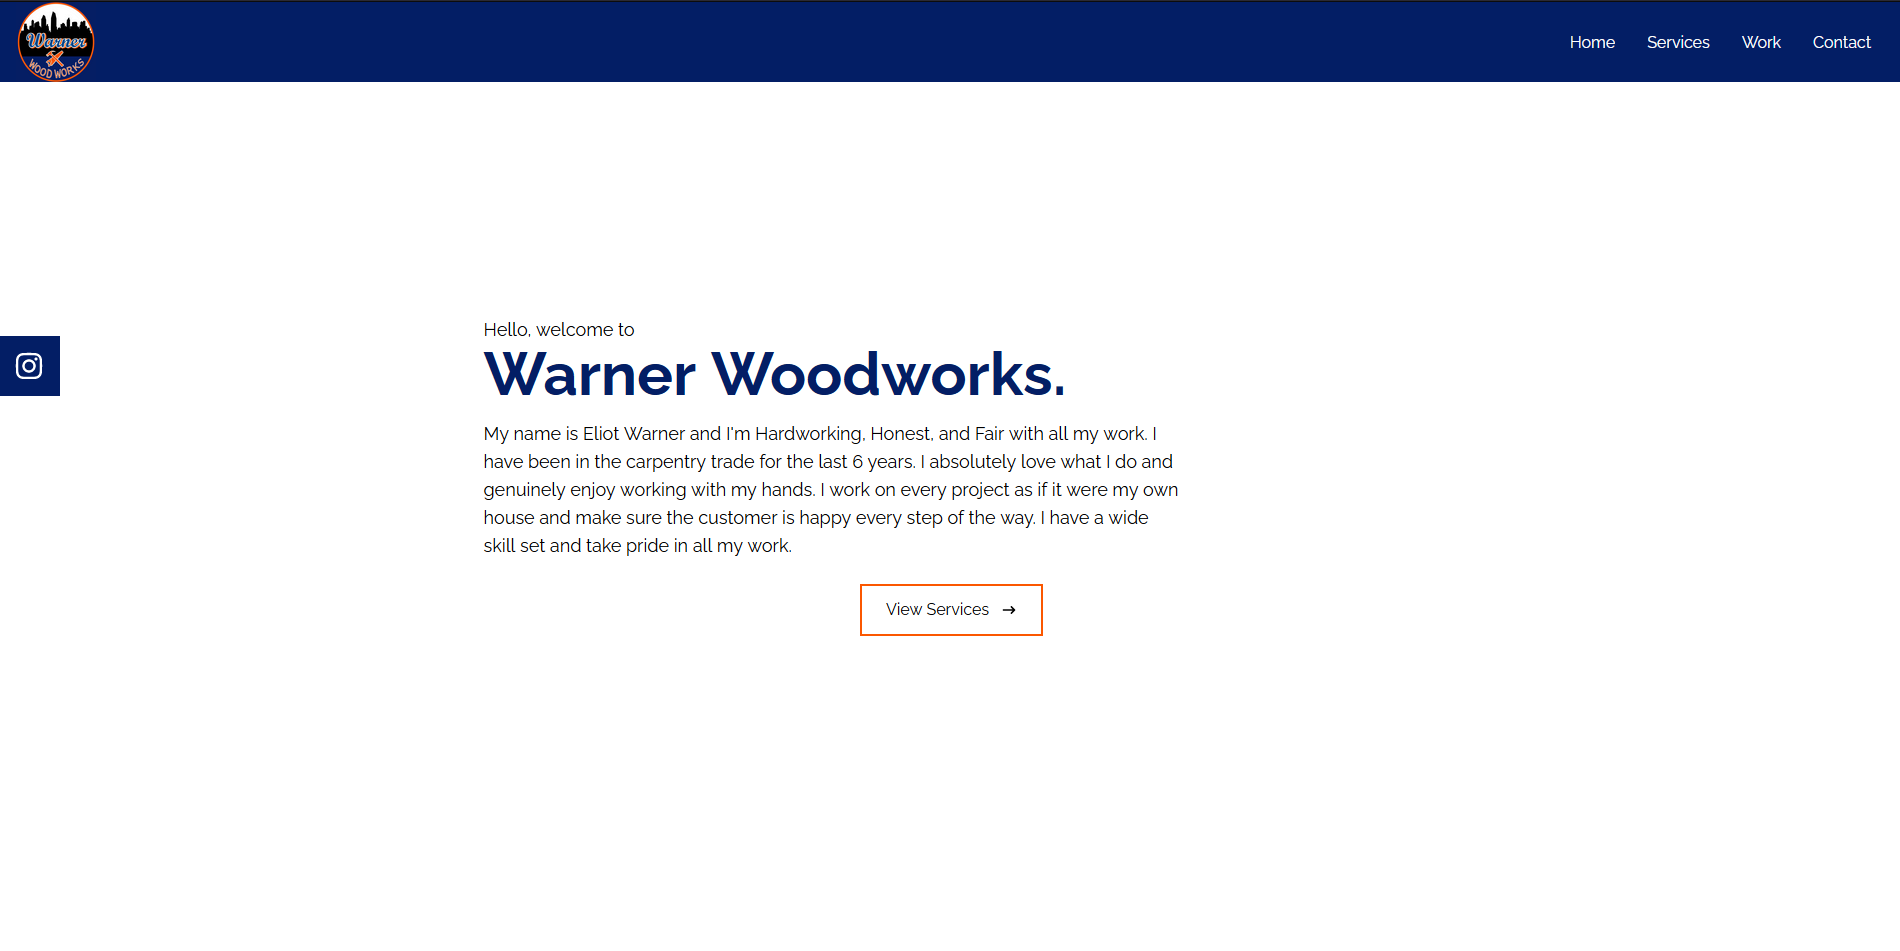 Warner
WOOD WORKS
Home Services Work Contact
Hello, welcome to
Warner Woodworks.
My name is Eliot Warner and I'm Hardworking, Honest, and Fair with all my work. I
have been in the carpentry trade for the last 6 years. I absolutely love what I do and
genuinely enjoy working with my hands. I work on every project as if it were my own
house and make sure the customer is happy every step of the way. I have a wide
skill set and take pride in all my work.
View Services →